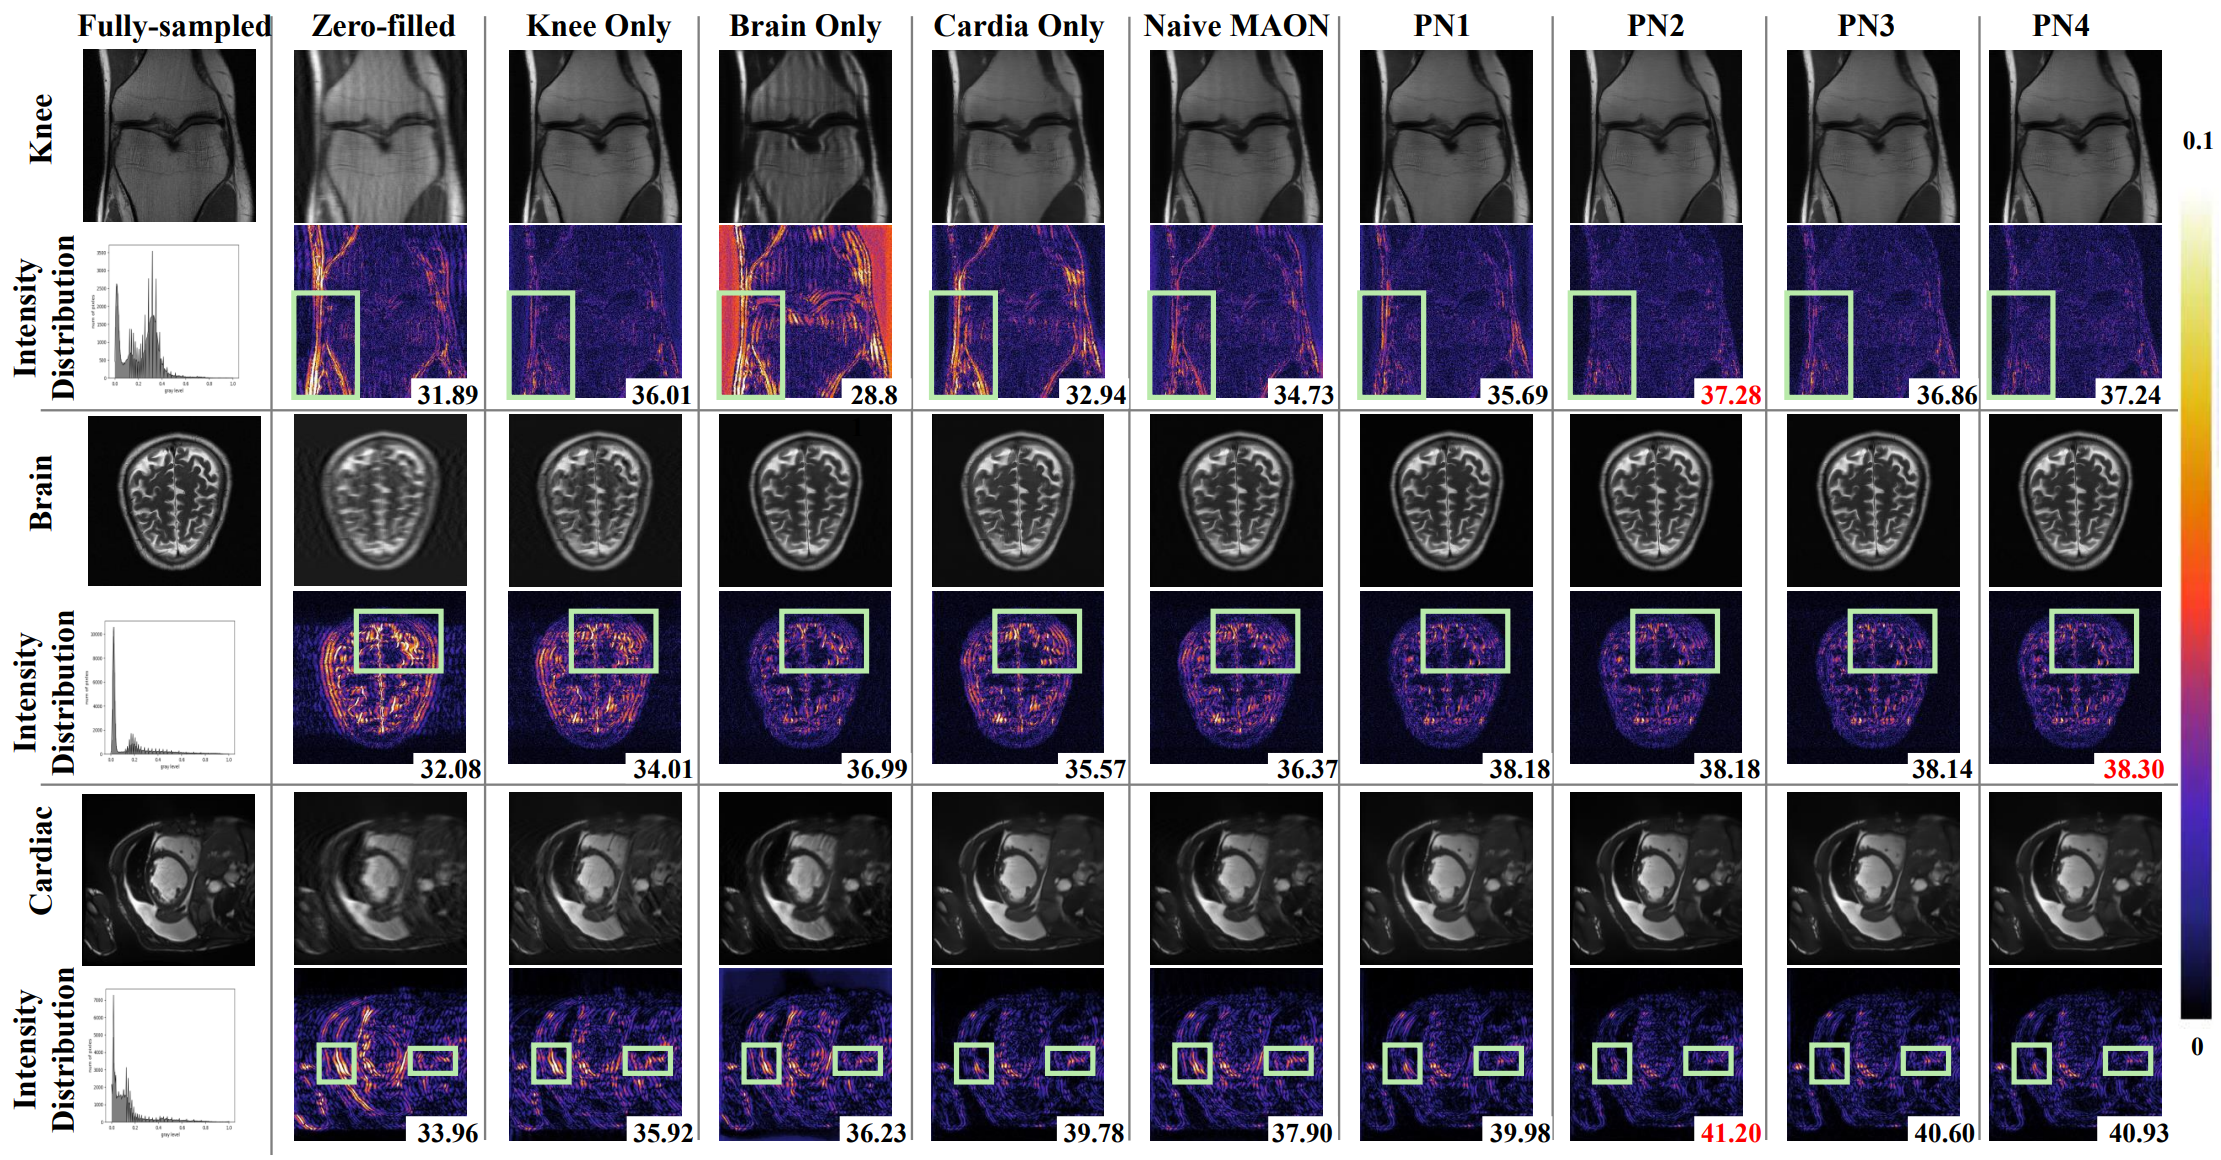 Fully-sampled Zero-filled Knee Only Brain Only Cardia Only Naive MAON PN1 PN2 PN3 PN4
Knee
0.1
Intensity
Distribution
31.89 36.01 28.8 32.94 34.73 35.69 37.28 36.86 37.24
Brain
Intensity
Distribution
32.08 34.01 36.99 35.57 36.37 38.18 38.18 38.14 38.30
Cardiac
0
Intensity
Distribution
33.96 35.92 36.23 39.78 37.90 39.98 41.20 40.60 40.93